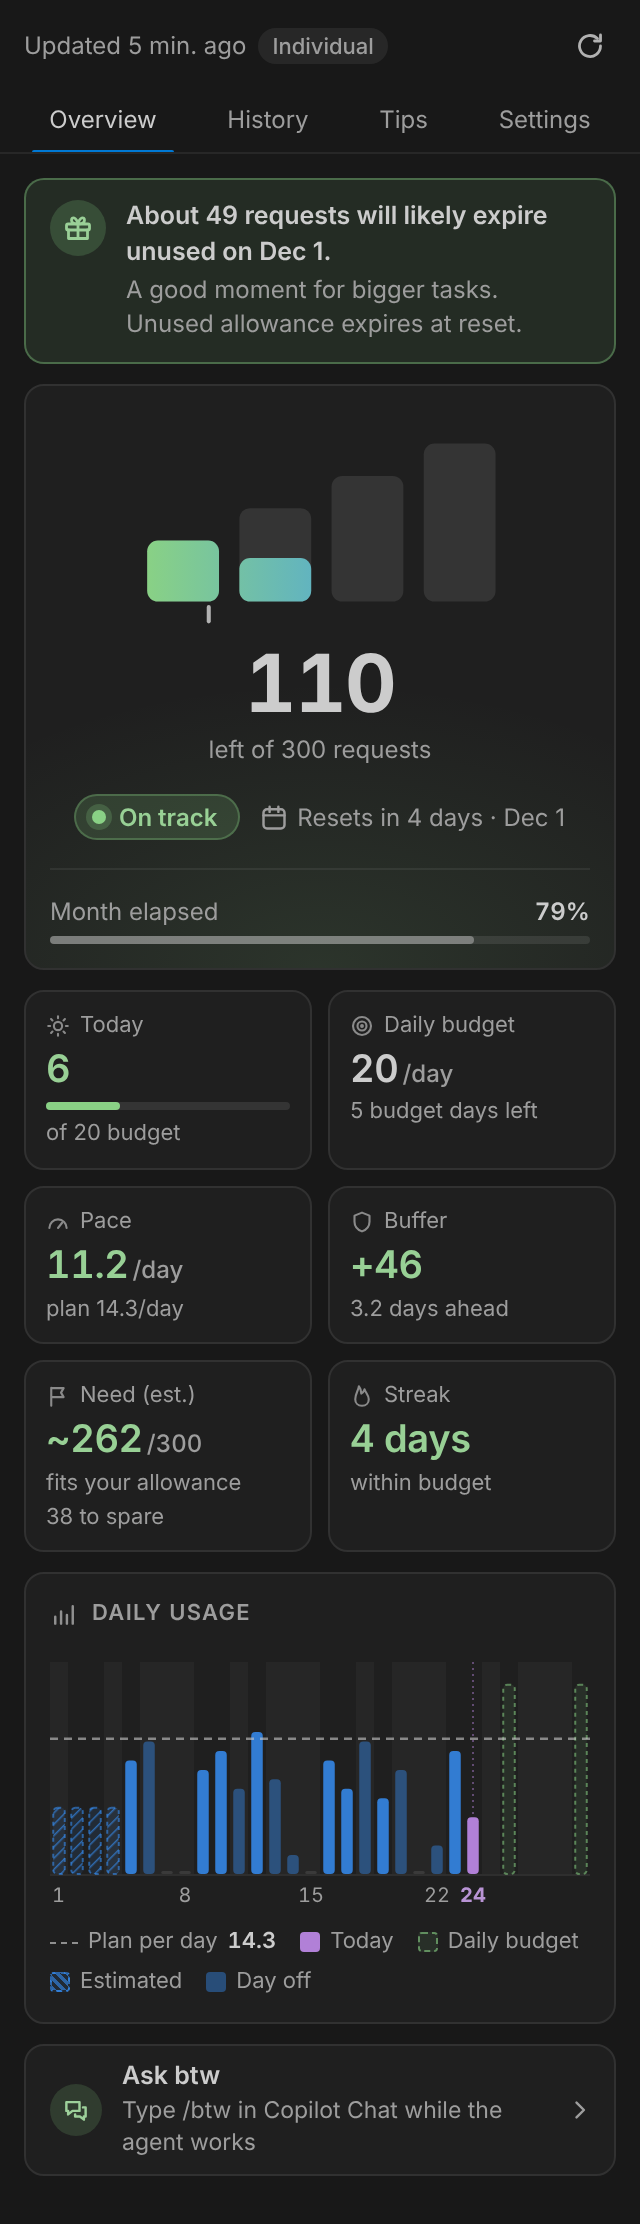 Updated 5 min. ago Individual
Overview History Tips Settings
About 49 requests will likely expire
unused on Dec 1.
A good moment for bigger tasks.
Unused allowance expires at reset.
110
left of 300 requests
On track Resets in 4 days · Dec 1
Month elapsed 79%
Today
6
of 20 budget
Daily budget
20 /day
5 budget days left
Pace
11.2 /day
plan 14.3/day
Buffer
+46
3.2 days ahead
Need (est.)
~262 /300
fits your allowance
38 to spare
Streak
4 days
within budget
DAILY USAGE
1 8 15 22 24
Plan per day 14.3 Today Daily budget
Estimated Day off
Ask btw
Type /btw in Copilot Chat while the
agent works